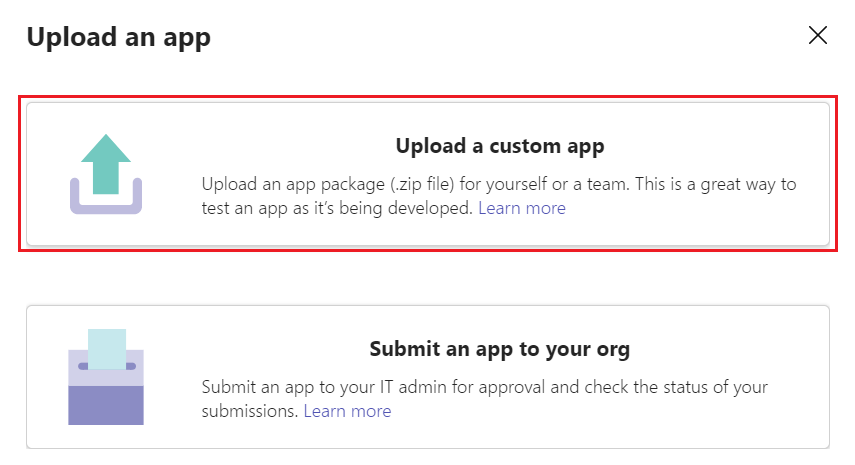 Upload an app
Upload a custom app
Upload an app package (.zip file) for yourself or a team. This is a great way to
test an app as it’s being developed. Learn more
Submit an app to your org
Submit an app to your IT admin for approval and check the status of your
submissions. Learn more